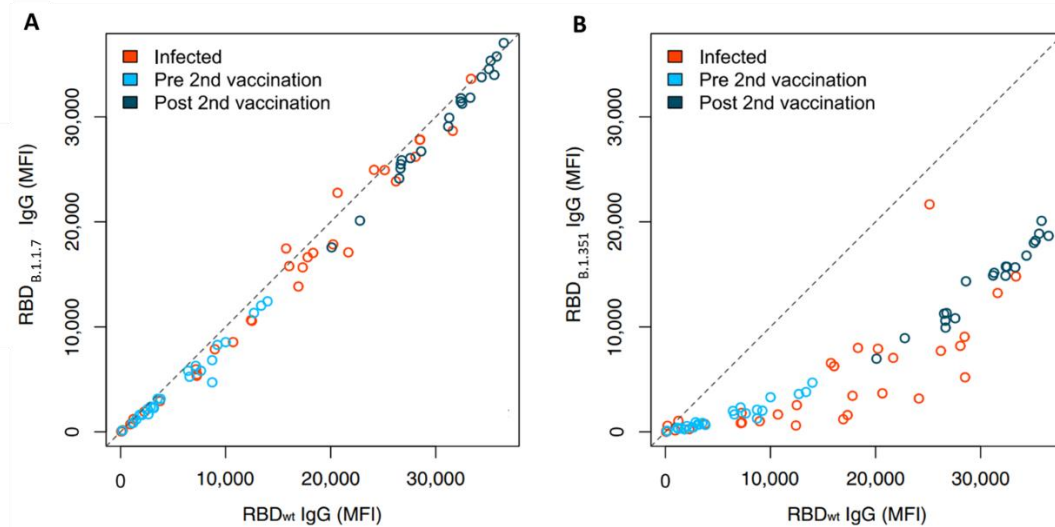 A
Infected
Pre 2nd vaccination
Post 2nd vaccination
RBD B.1.1.7 IgG (MFI)
30,000
20,000
10,000
0
0 10,000 20,000 30,000
RBDwt IgG (MFI)
B
Infected
Pre 2nd vaccination
Post 2nd vaccination
RBD B.1.351 IgG (MFI)
30,000
20,000
10,000
0
0 10,000 20,000 30,000
RBDwt IgG (MFI)